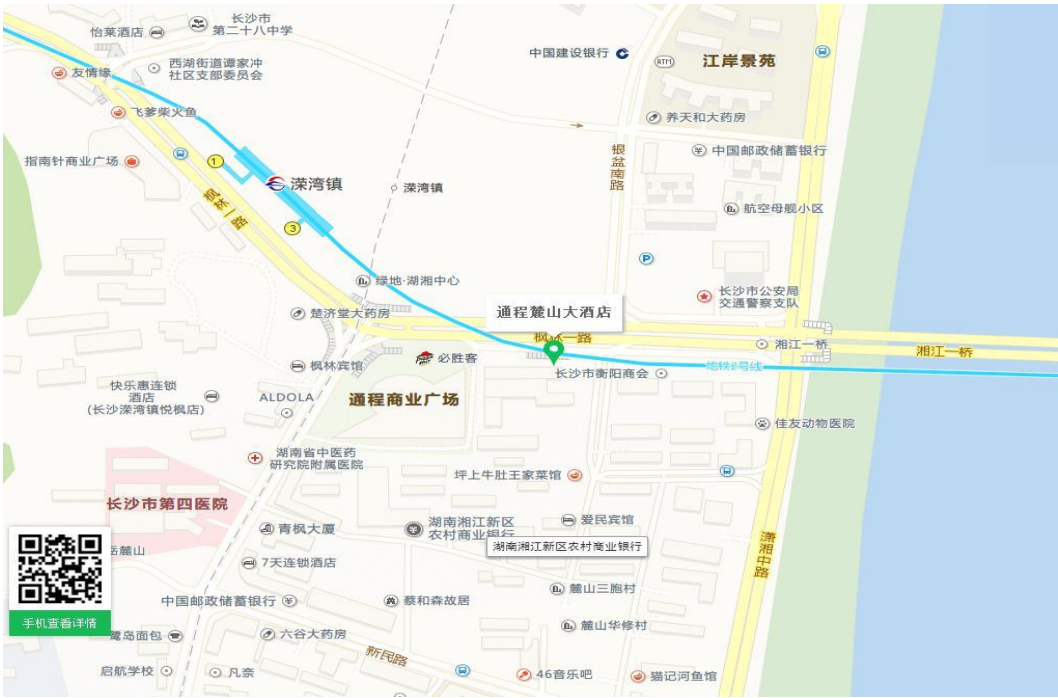 长沙市
第二十八中学
怡莱酒店
西湖街道谭家冲
社区支部委员会
友情缘
飞爹柴火鱼
指南针商业广场
1
溁湾镇
3
溁湾镇
枫林一路
中国建设银行
ATM
江岸景苑
养天和大药房
中国邮政储蓄银行
银盆南路
航空母舰小区
P
绿地·湖湘中心
长沙市公安局
交通警察支队
楚济堂大药房
通程麓山大酒店
枫林一路
湘江一桥
湘江一桥
必胜客
枫林宾馆
长沙市衡阳商会
地铁2号线
快乐惠连锁
酒店
(长沙溁湾镇悦枫店)
ALDOLA
通程商业广场
佳友动物医院
湖南省中医药
研究院附属医院
坪上牛肚王家菜馆
长沙市第四医院
青枫大厦
湖南湘江新区
农村商业银行
爱民宾馆
湖南湘江新区农村商业银行
潇湘中路
岳麓山
7天连锁酒店
麓山三胞村
中国邮政储蓄银行
蔡和森故居
手机查看详情
鹭岛面包
六谷大药房
麓山华修村
新民路
启航学校
凡奈
46音乐吧
猫记河鱼馆